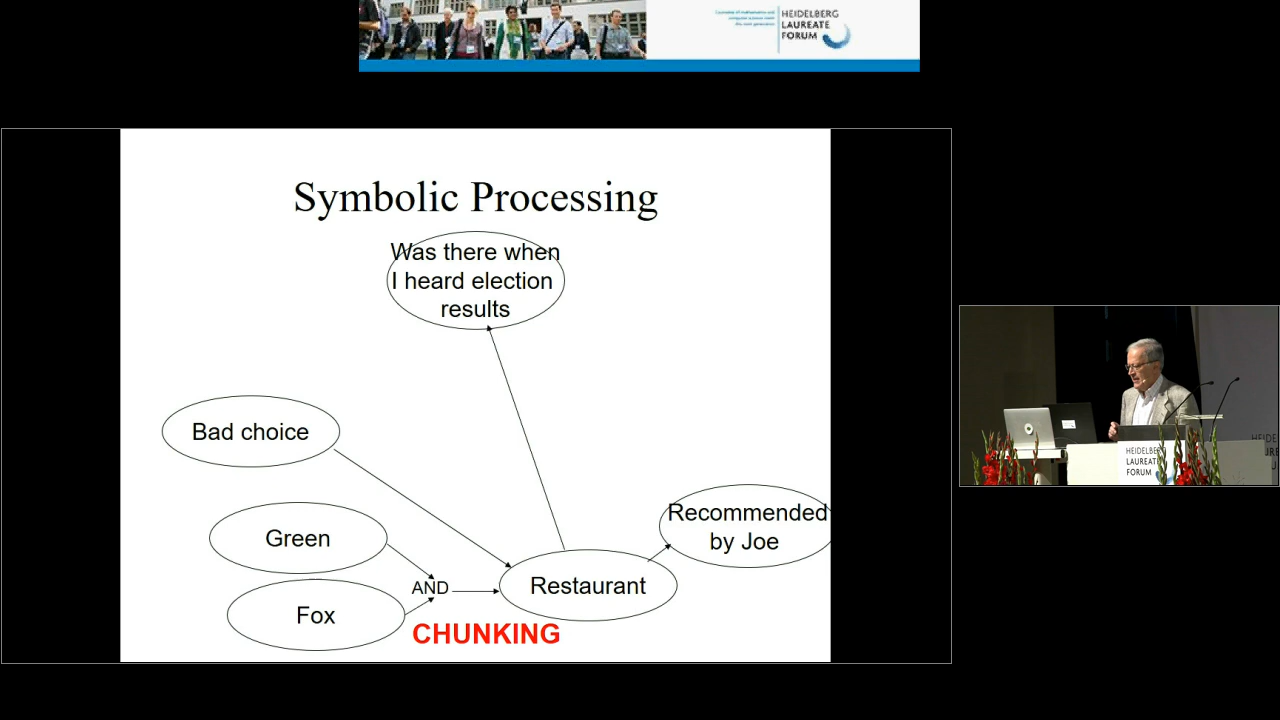 HEIDELBERG
LAUREATE
FORUM
Symbolic Processing
Was there when
I heard election
results
Bad choice
Green
Fox
AND
CHUNKING
Restaurant
Recommended
by Joe
HEIDELBERG
LAUREATE
FORUM